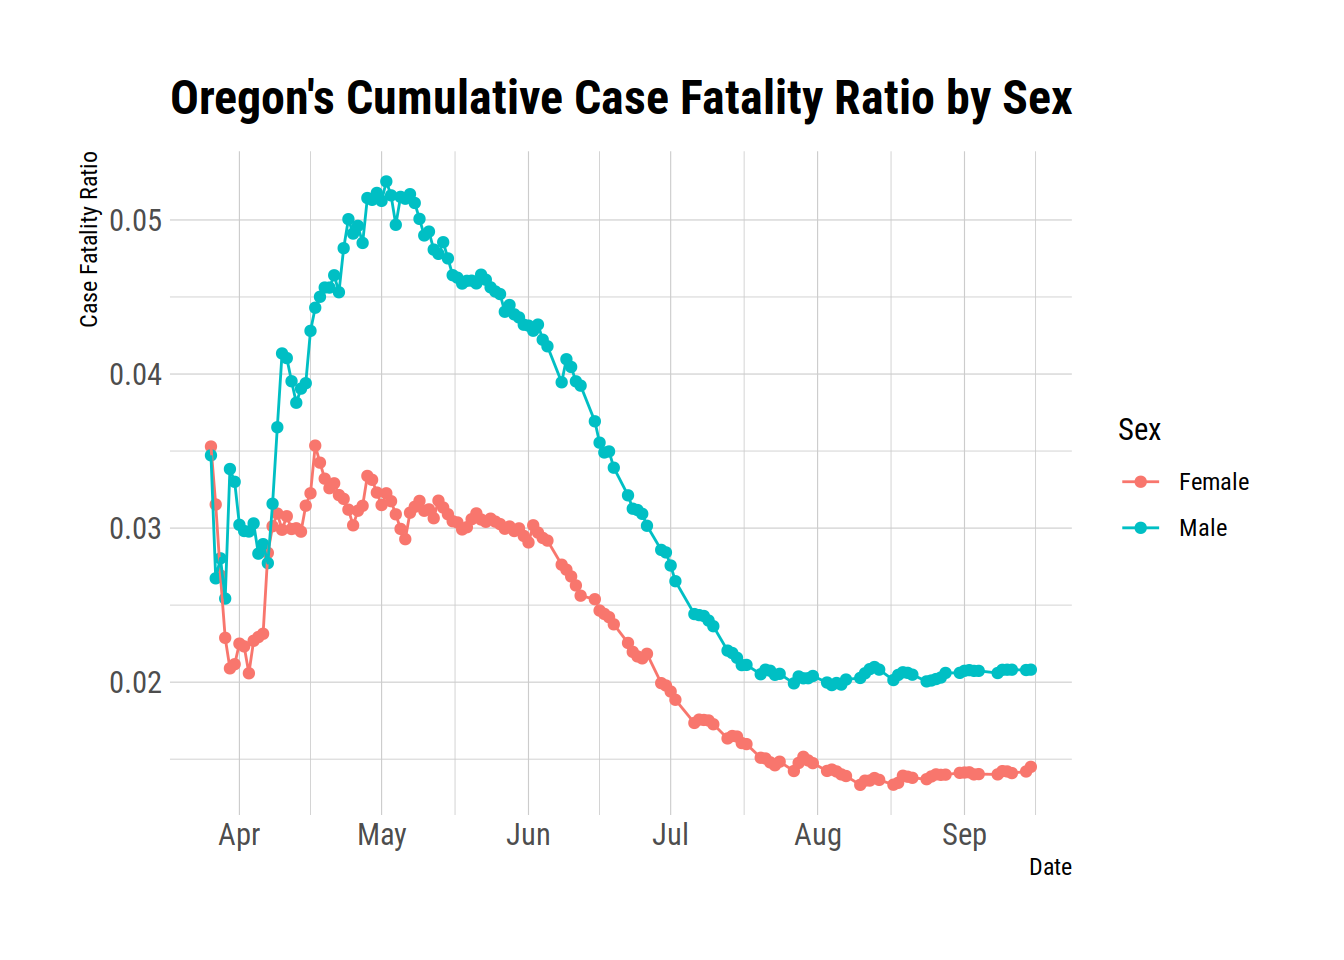 Oregon's Cumulative Case Fatality Ratio by Sex
Case Fatality Ratio
0.05
0.04
0.03
0.02
Apr May Jun Jul Aug Sep
Date
Sex
Female
Male